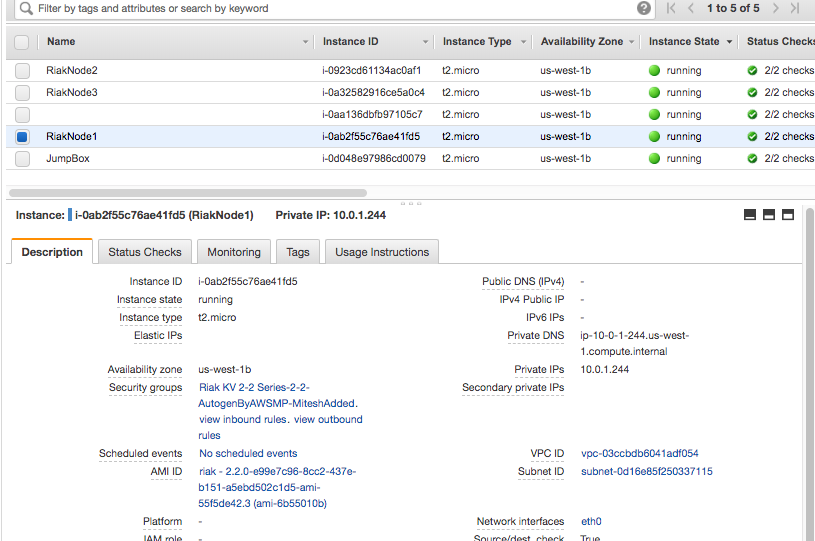 Filter by tags and attributes or search by keyword 1 to 5 of 5
Name Instance ID Instance Type Availability Zone Instance State Status Checks
RiakNode2 i-0923cd61134ac0af1 t2.micro us-west-1b running 2/2 checks
RiakNode3 i-0a32582916ce5a0c4 t2.micro us-west-1b running 2/2 checks
i-0aa136dbfb97105c7 t2.micro us-west-1b running 2/2 checks
RiakNode1 i-0ab2f55c76ae41fd5 t2.micro us-west-1b running 2/2 checks
JumpBox i-0d048e97986cd0079 t2.micro us-west-1b running 2/2 checks
Instance: i-0ab2f55c76ae41fd5 (RiakNode1) Private IP: 10.0.1.244
Description Status Checks Monitoring Tags Usage Instructions
Instance ID i-0ab2f55c76ae41fd5 Public DNS (IPv4) -
Instance state running IPv4 Public IP -
Instance type t2.micro IPv6 IPs -
Elastic IPs Private DNS ip-10-0-1-244.us-west-
1.compute.internal
Availability zone us-west-1b Private IPs 10.0.1.244
Security groups Riak KV 2-2 Series-2-2- Secondary private IPs
AutogenByAWSMP-MiteshAdded.
view inbound rules. view outbound
rules
Scheduled events No scheduled events VPC ID vpc-03ccbdb6041adf054
AMI ID riak - 2.2.0-e99e7c96-8cc2-437e- Subnet ID subnet-0d16e85f250337115
b151-a5ebd502c1d5-ami-
55f5de42.3 (ami-6b55010b)
Platform - Network interfaces eth0
IAM role - Source/dest. check True